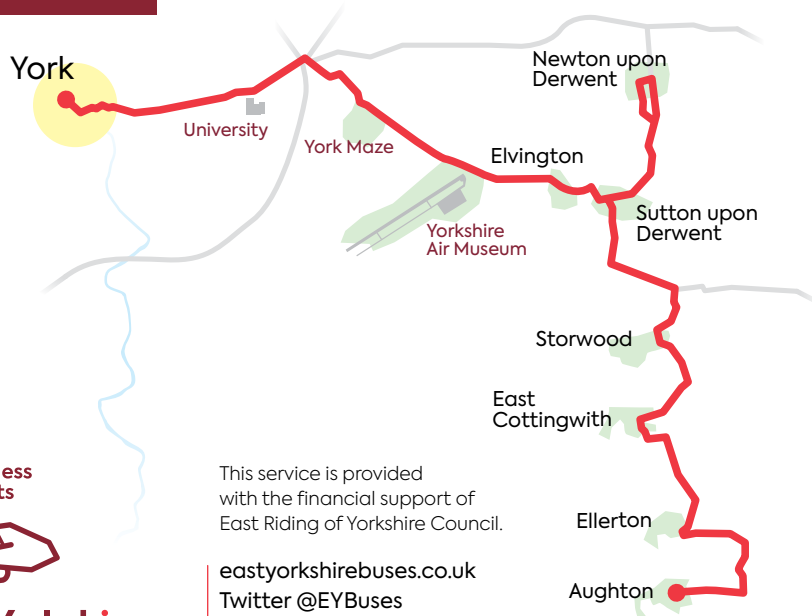 York
Newton upon
Derwent
University
York Maze
Elvington
Yorkshire
Air Museum
Sutton upon
Derwent
Storwood
East
Cottingwith
Ellerton
Aughton
This service is provided
with the financial support of
East Riding of Yorkshire Council.
eastyorkshirebuses.co.uk
Twitter @EYBuses